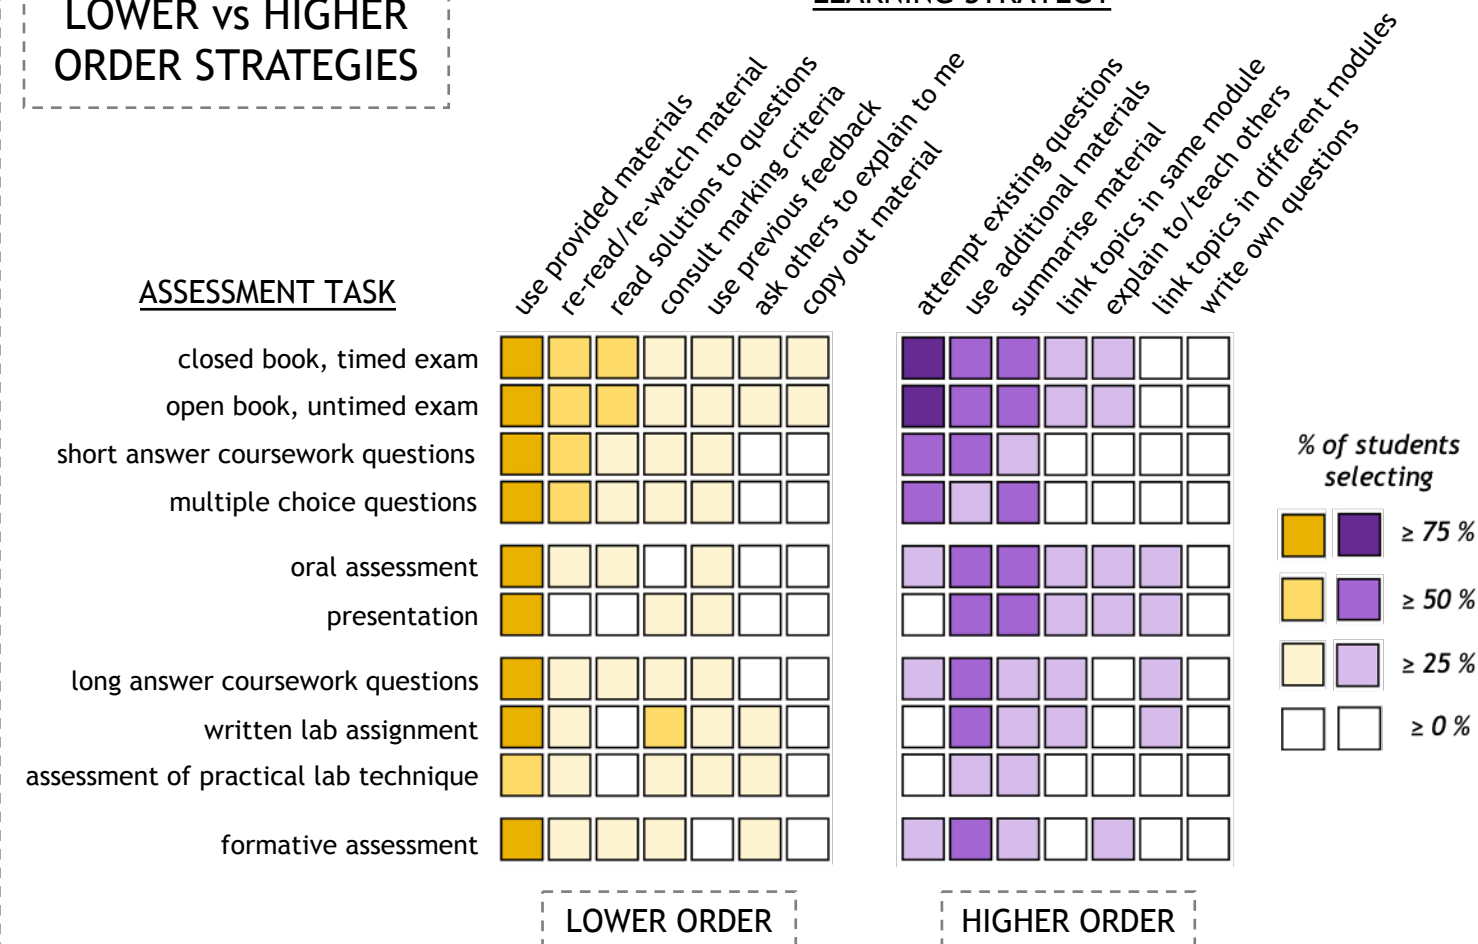 LOWER vs HIGHER
ORDER STRATEGIES
LEARNING STRATEGY
use provided materials
re-read/re-watch material
read solutions to questions
consult marking criteria
use previous feedback
ask others to explain to me
copy out material
attempt existing questions
use additional materials
summarise material
link topics in same module
explain to/teach others
link topics in different modules
write own questions
ASSESSMENT TASK
closed book, timed exam
open book, untimed exam
short answer coursework questions
multiple choice questions
oral assessment
presentation
long answer coursework questions
written lab assignment
assessment of practical lab technique
formative assessment
% of students
selecting
≥ 75 %
≥ 50 %
≥ 25 %
≥ 0 %
LOWER ORDER
HIGHER ORDER